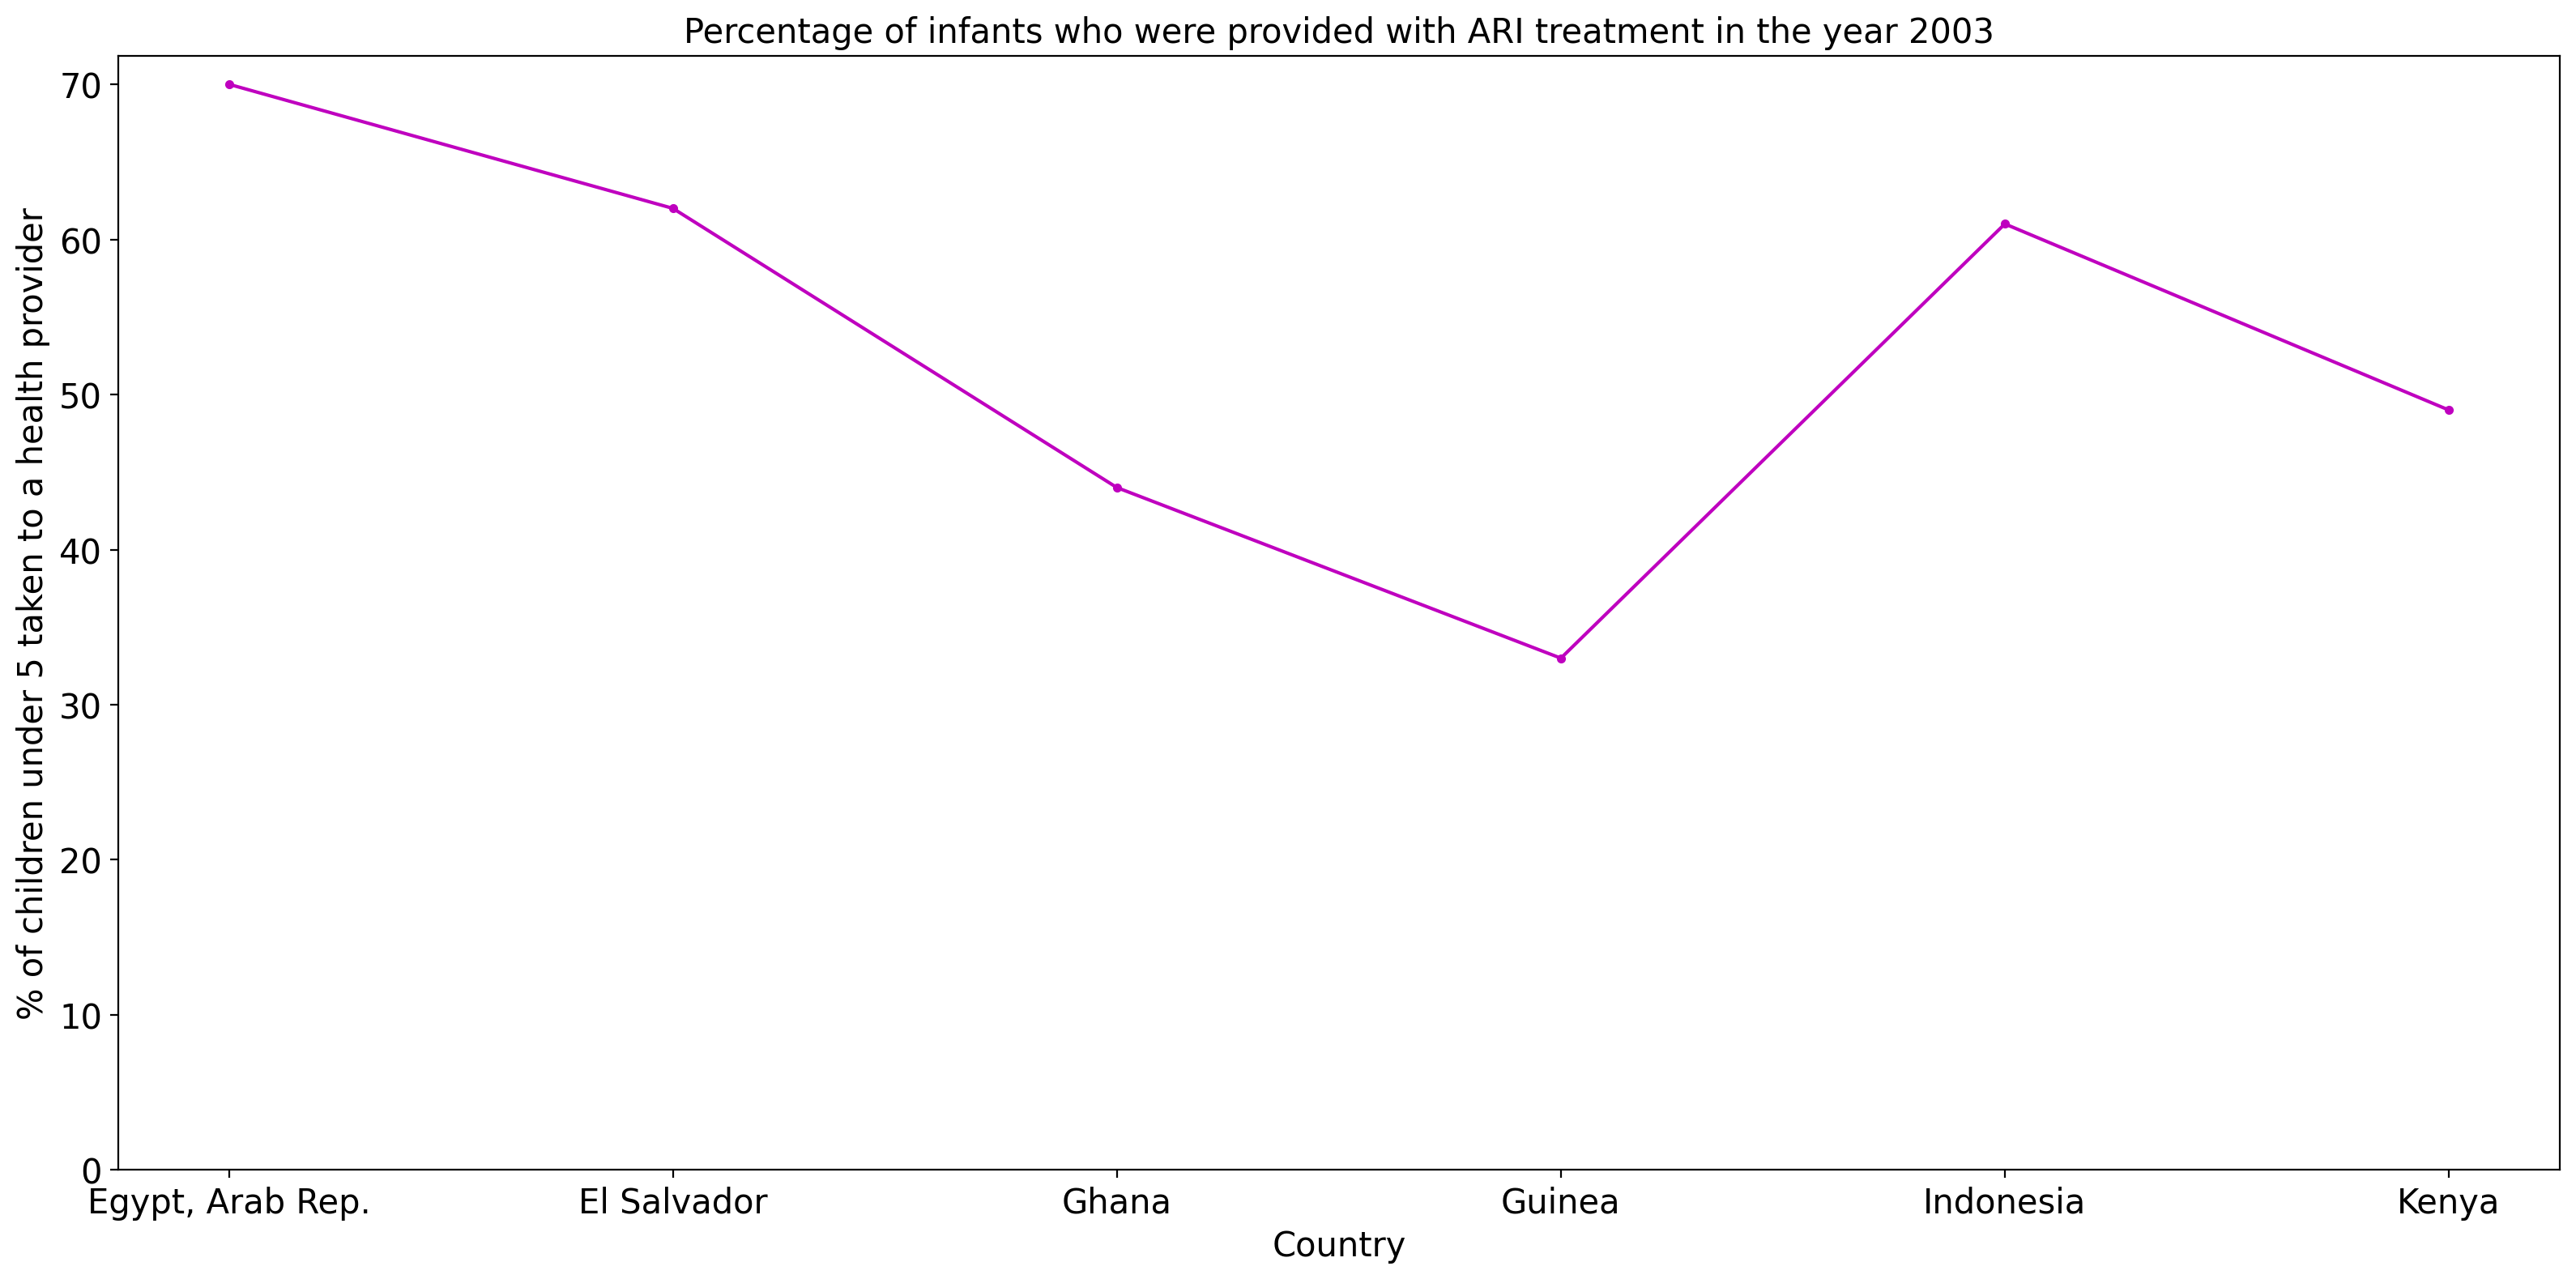 Percentage of infants who were provided with ARI treatment in the year 2003
% of children under 5 taken to a health provider
70
60
50
40
30
20
10
0
Egypt, Arab Rep.
El Salvador
Ghana
Guinea
Indonesia
Kenya
Country